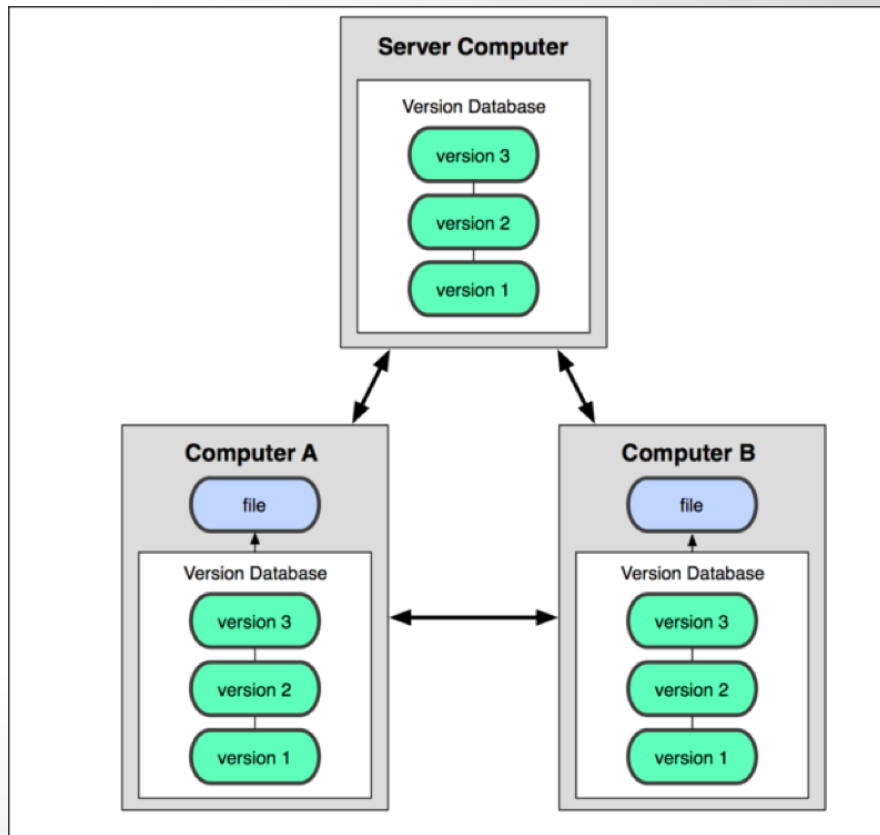 Server Computer
Version Database
version 3
version 2
version 1
Computer A
file
Version Database
version 3
version 2
version 1
Computer B
file
Version Database
version 3
version 2
version 1